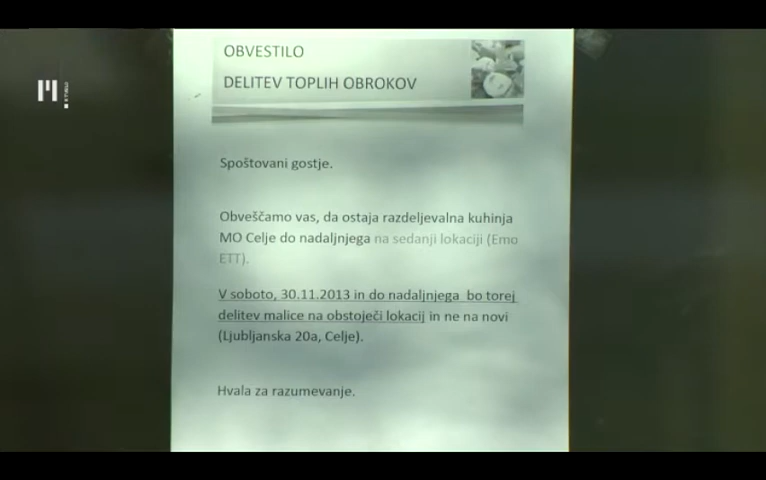 OBVESTILO
DELITEV TOPLIH OBROKOV
Spoštovani gostje.
Obveščamo vas, da ostaja razdeljevalna kuhinja
MO Celje do nadaljnjega na sedanji lokaciji (Emo
ETT).
V soboto, 30.11.2013 in do nadaljnjega bo torej
delitev malice na obstoječi lokacij in ne na novi
(Ljubljanska 20a, Celje).
Hvala za razumevanje.